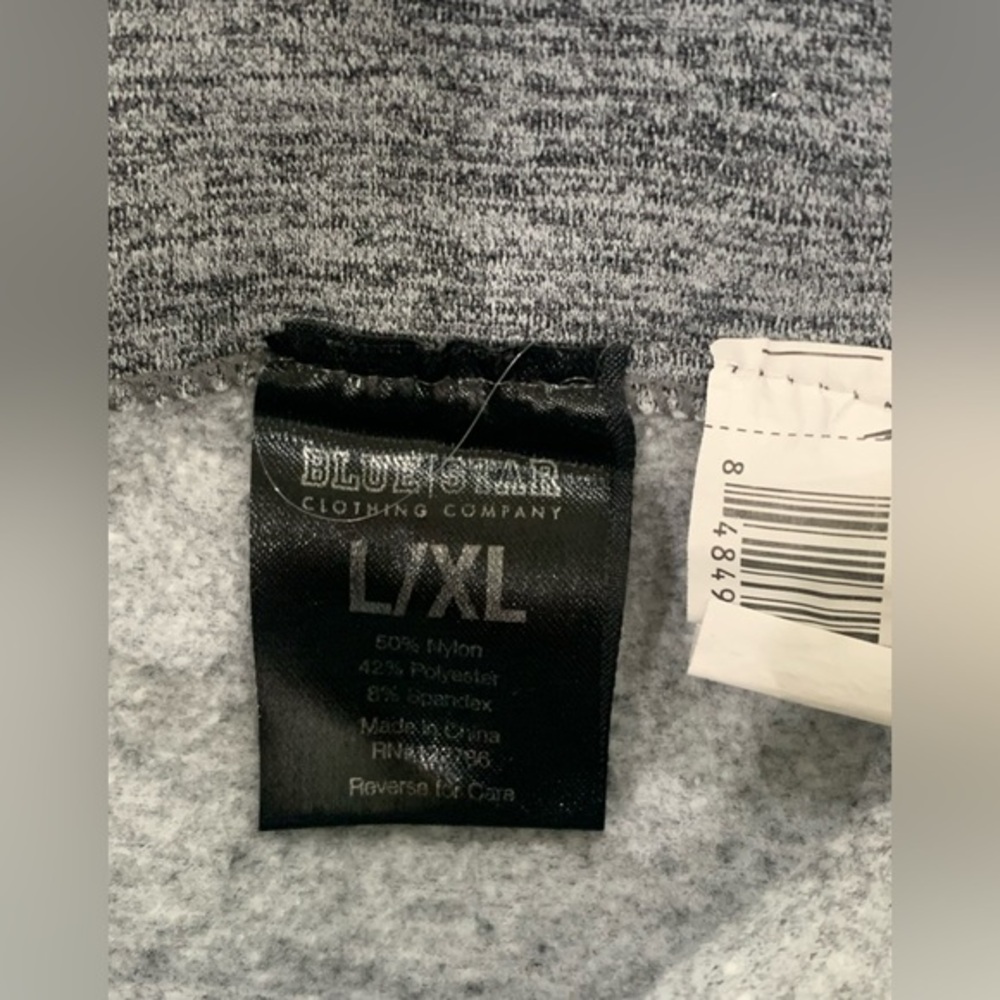 BLUE STAR
CLOTHING COMPANY
L/XL
50% Nylon
42% Polyester
8% Spandex
Made in China
Reverse for Care
8 4849